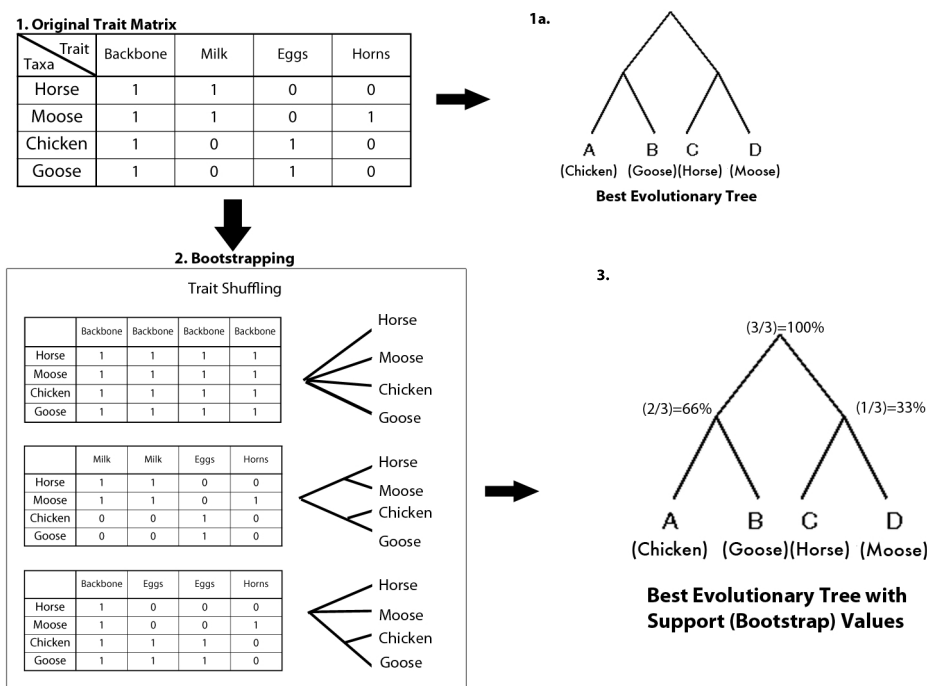 1. Original Trait Matrix
Trait
Taxa
Backbone Milk Eggs Horns
Horse 1 1 0 0
Moose 1 1 0 1
Chicken 1 0 1 0
Goose 1 0 1 0
1a.
A B C D
(Chicken) (Goose) (Horse) (Moose)
Best Evolutionary Tree
2. Bootstrapping
Trait Shuffling
Backbone Backbone Backbone Backbone
Horse 1 1 1 1
Moose 1 1 1 1
Chicken 1 1 1 1
Goose 1 1 1 1
Horse
Moose
Chicken
Goose
Milk Milk Eggs Horns
Horse 1 1 0 0
Moose 1 1 0 1
Chicken 0 0 1 0
Goose 0 0 1 0
Horse
Moose
Chicken
Goose
Backbone Eggs Eggs Horns
Horse 1 0 0 0
Moose 1 0 0 1
Chicken 1 1 1 0
Goose 1 1 1 0
Horse
Moose
Chicken
Goose
3.
(3/3)=100%
(2/3)=66% (1/3)=33%
A B C D
(Chicken) (Goose) (Horse) (Moose)
Best Evolutionary Tree with
Support (Bootstrap) Values